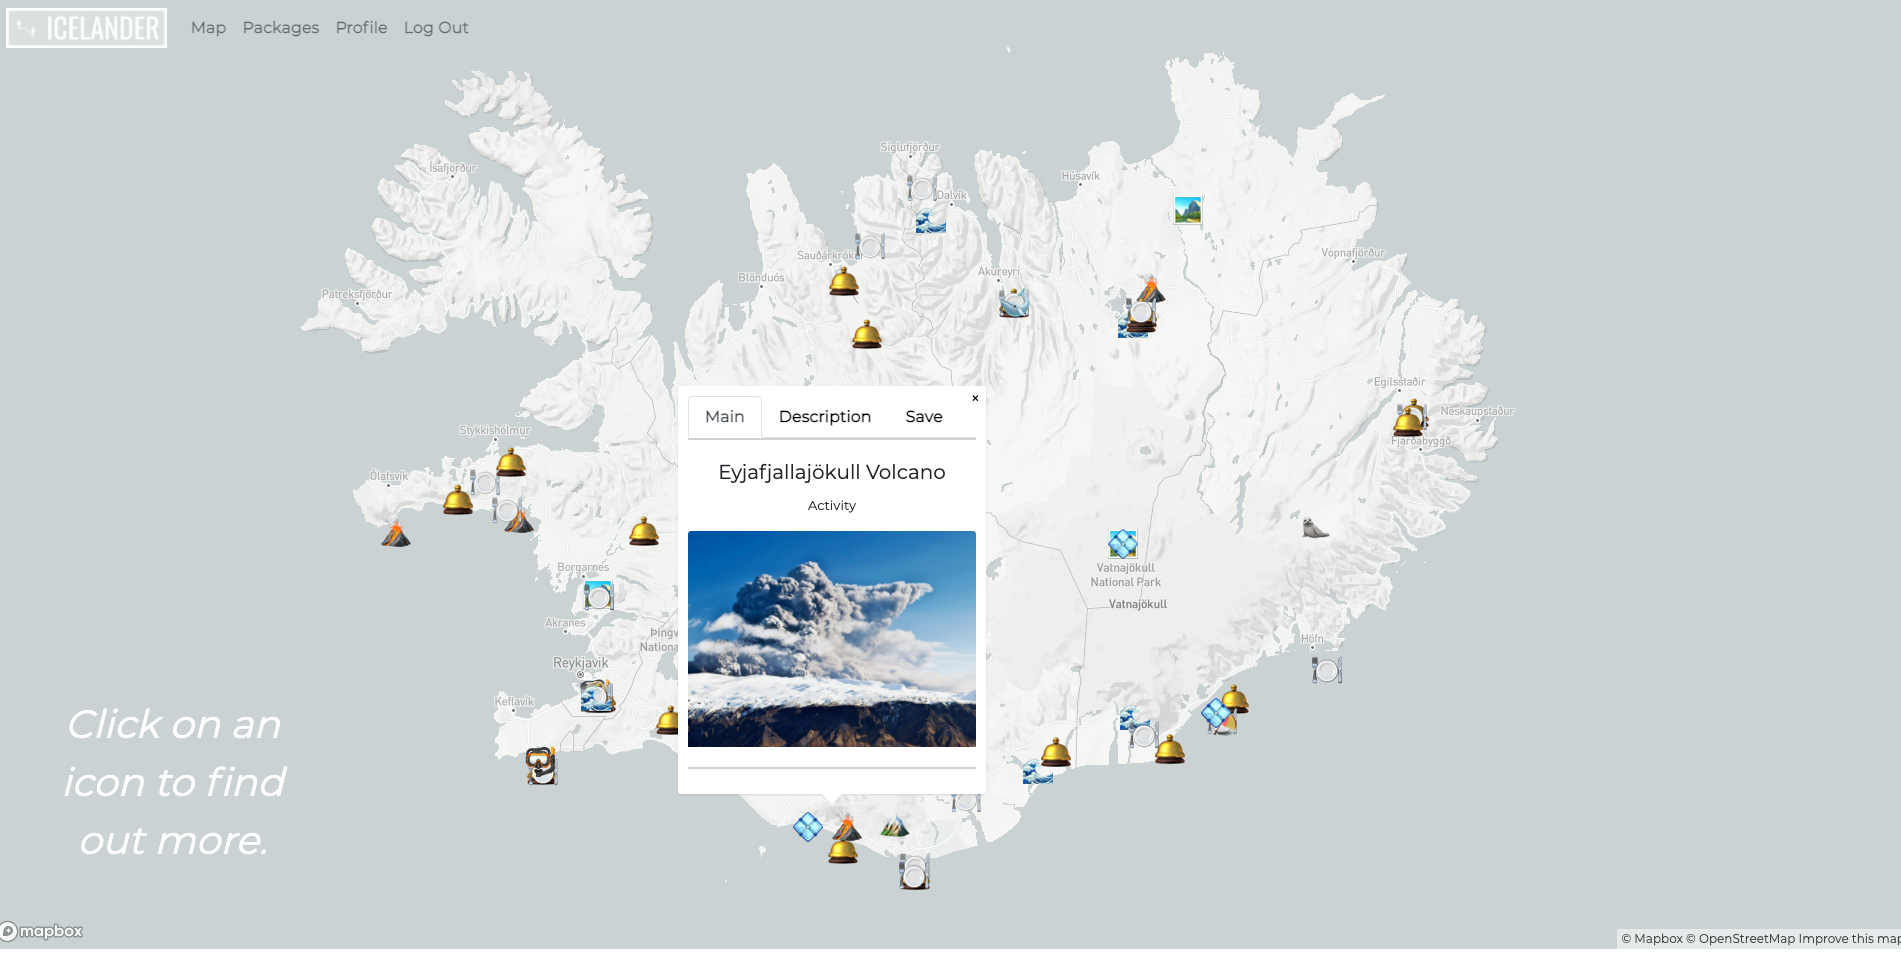 ICELANDER
Map Packages Profile Log Out
Siglufjörður
Ísafjörður
Húsavík
Dalvík
Vopnafjörður
Sauðárkróku
Akureyri
Blönduós
Patreksfjörður
Egilsstaðir
Neskaupstaður
Fjarðabyggð
Stykkishólmur
Ólafsvík
Main Description Save ×
Eyjafjallajökull Volcano
Activity
Borgarnes
Vatnajökull
National Park
Vatnajökull
Akranes
Þingv
Nationa
Höfn
Reykjavik
Keflavík
Click on an
icon to find
out more.
mapbox
© Mapbox © OpenStreetMap Improve this map